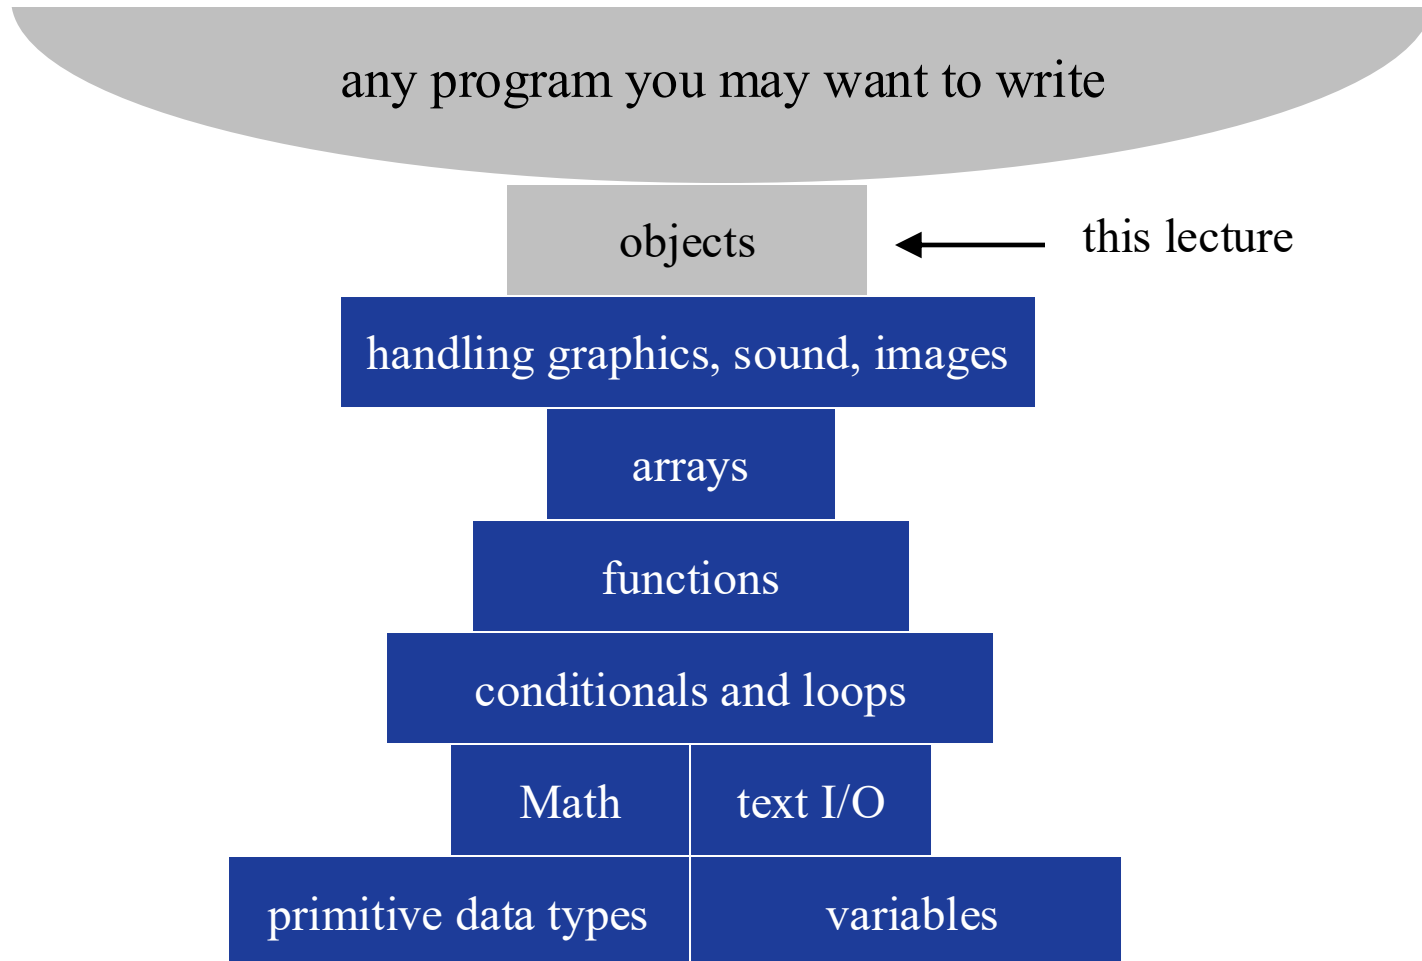 any program you may want to write
objects
this lecture
handling graphics, sound, images
arrays
functions
conditionals and loops
Math
text I/O
primitive data types
variables